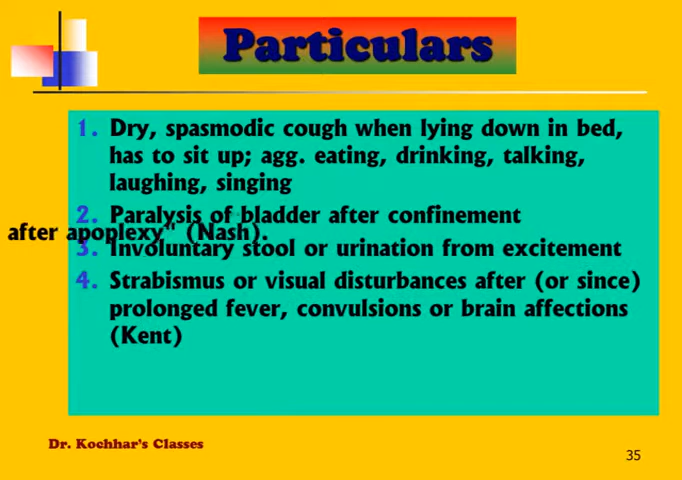 Particulars
1. Dry, spasmodic cough when lying down in bed,
has to sit up; agg. eating, drinking, talking,
laughing, singing
2. Paralysis of bladder after confinement
after apoplexy" (Nash).
3. Involuntary stool or urination from excitement
4. Strabismus or visual disturbances after (or since)
prolonged fever, convulsions or brain affections
(Kent)
Dr. Kochhar's Classes
35